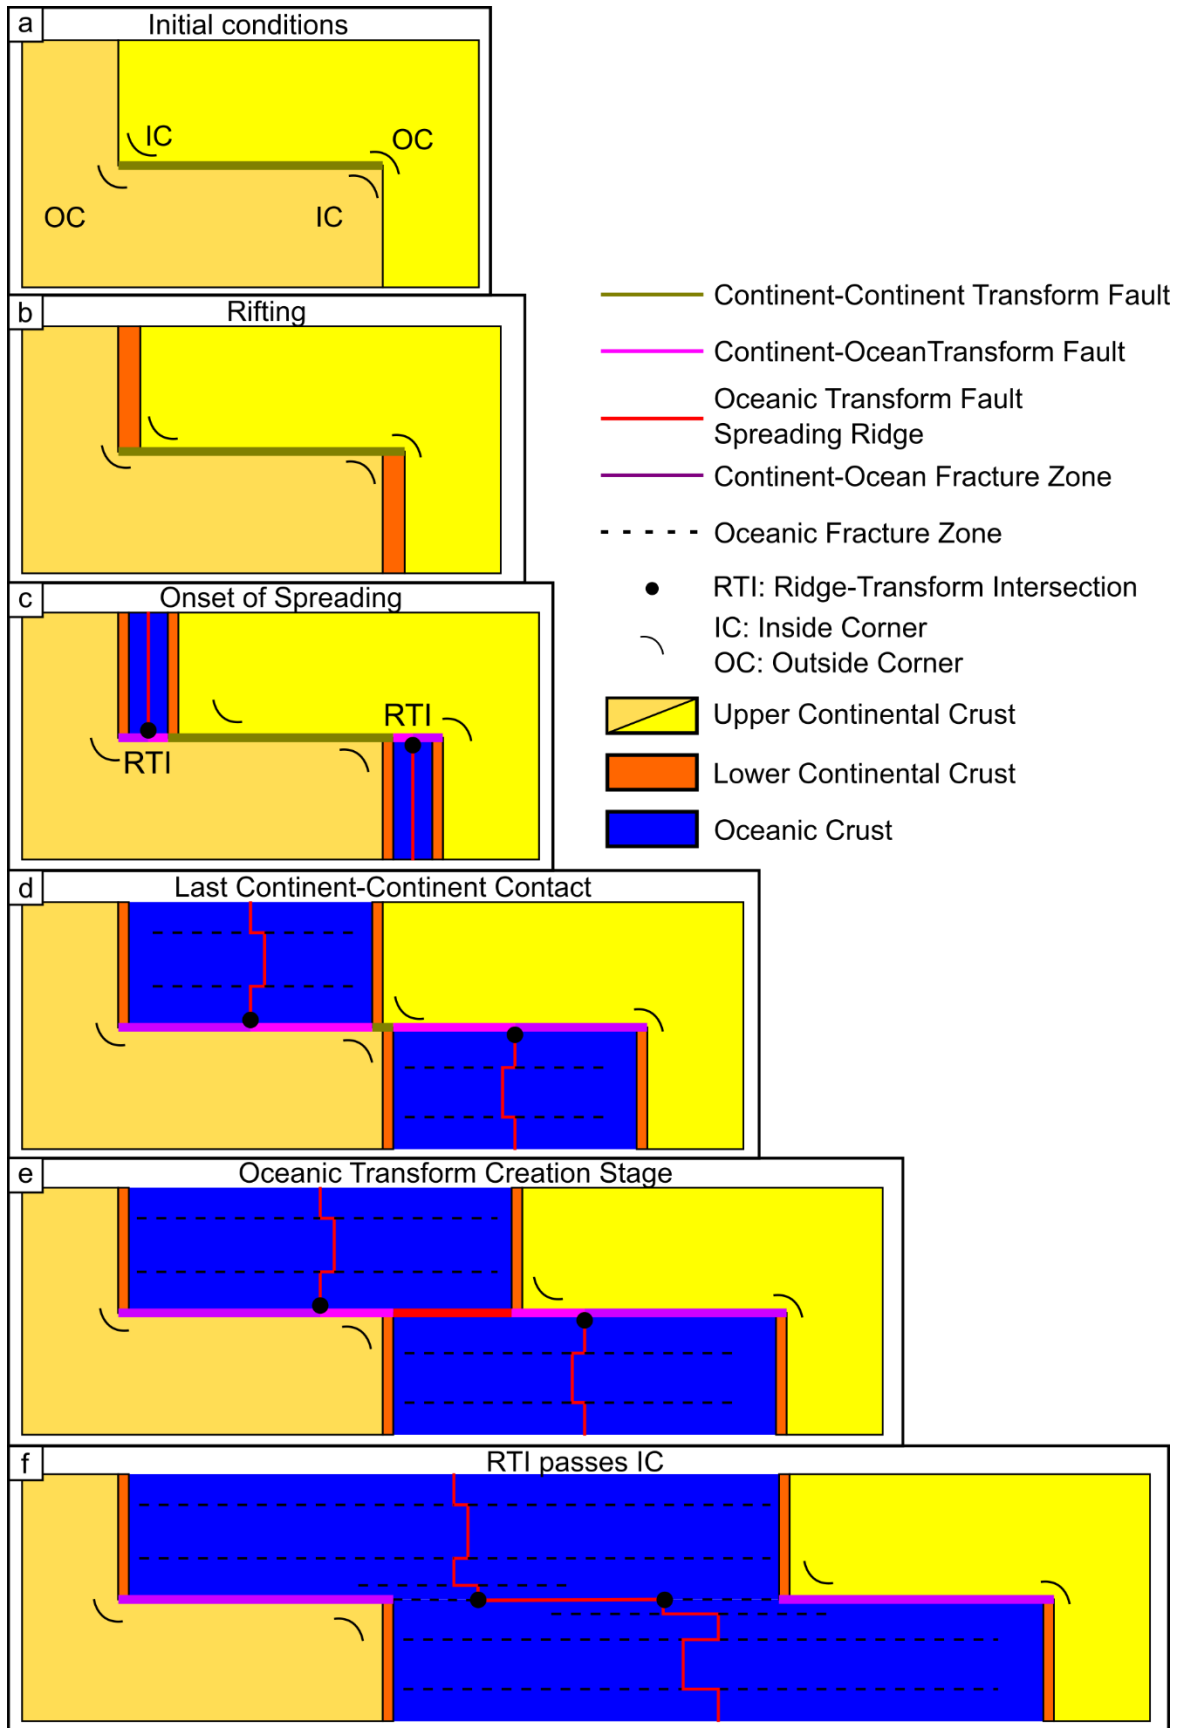 a
Initial conditions
IC
OC
OC
IC
b
Rifting
Continent-Continent Transform Fault
Continent-OceanTransform Fault
Oceanic Transform Fault
Spreading Ridge
Continent-Ocean Fracture Zone
Oceanic Fracture Zone
RTI: Ridge-Transform Intersection
IC: Inside Corner
OC: Outside Corner
Upper Continental Crust
Lower Continental Crust
Oceanic Crust
c
Onset of Spreading
RTI
RTI
d
Last Continent-Continent Contact
e
Oceanic Transform Creation Stage
f
RTI passes IC